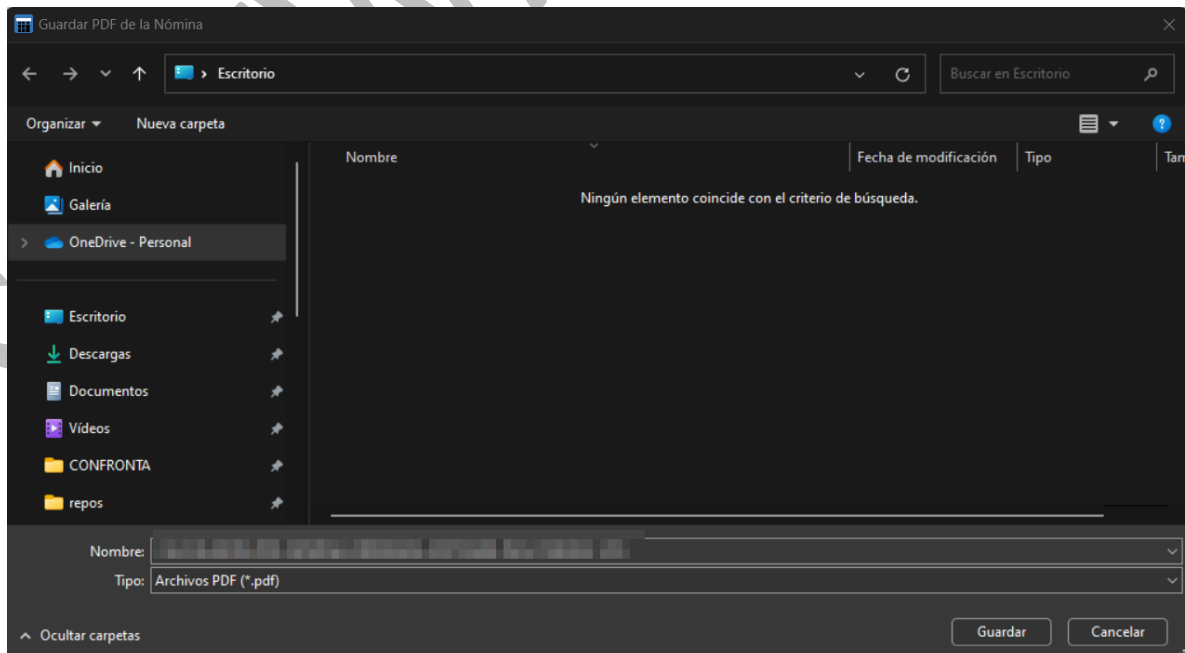 Guardar PDF de la Nómina
Escritorio
Buscar en Escritorio
Organizar
Nueva carpeta
Inicio
Galería
OneDrive - Personal
Escritorio
Descargas
Documentos
Vídeos
CONFRONTA
repos
Nombre
Fecha de modificación
Tipo
Tam
Ningún elemento coincide con el criterio de búsqueda.
Nombre:
Tipo: Archivos PDF (*.pdf)
Ocultar carpetas
Guardar
Cancelar